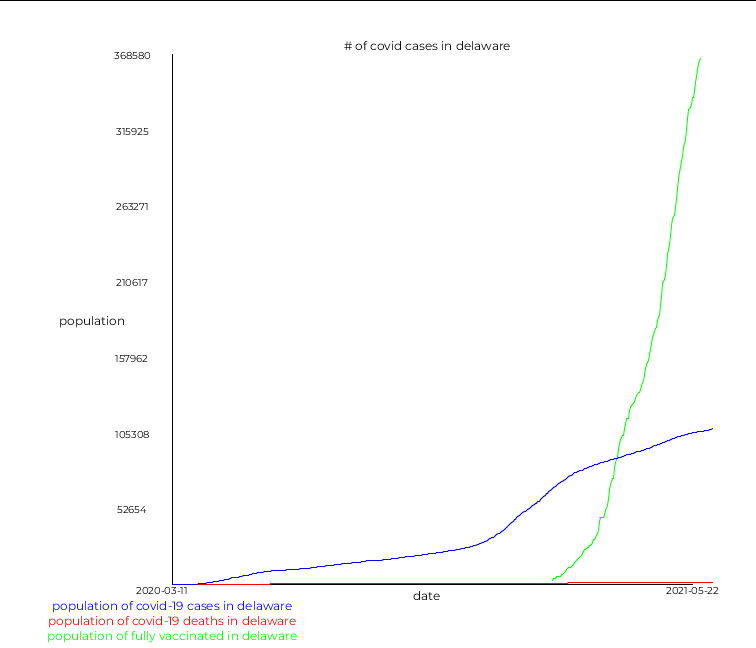 # of covid cases in delaware
368580
315925
263271
210617
population
157962
105308
52654
2020-03-11
2021-05-22
date
population of covid-19 cases in delaware
population of covid-19 deaths in delaware
population of fully vaccinated in delaware